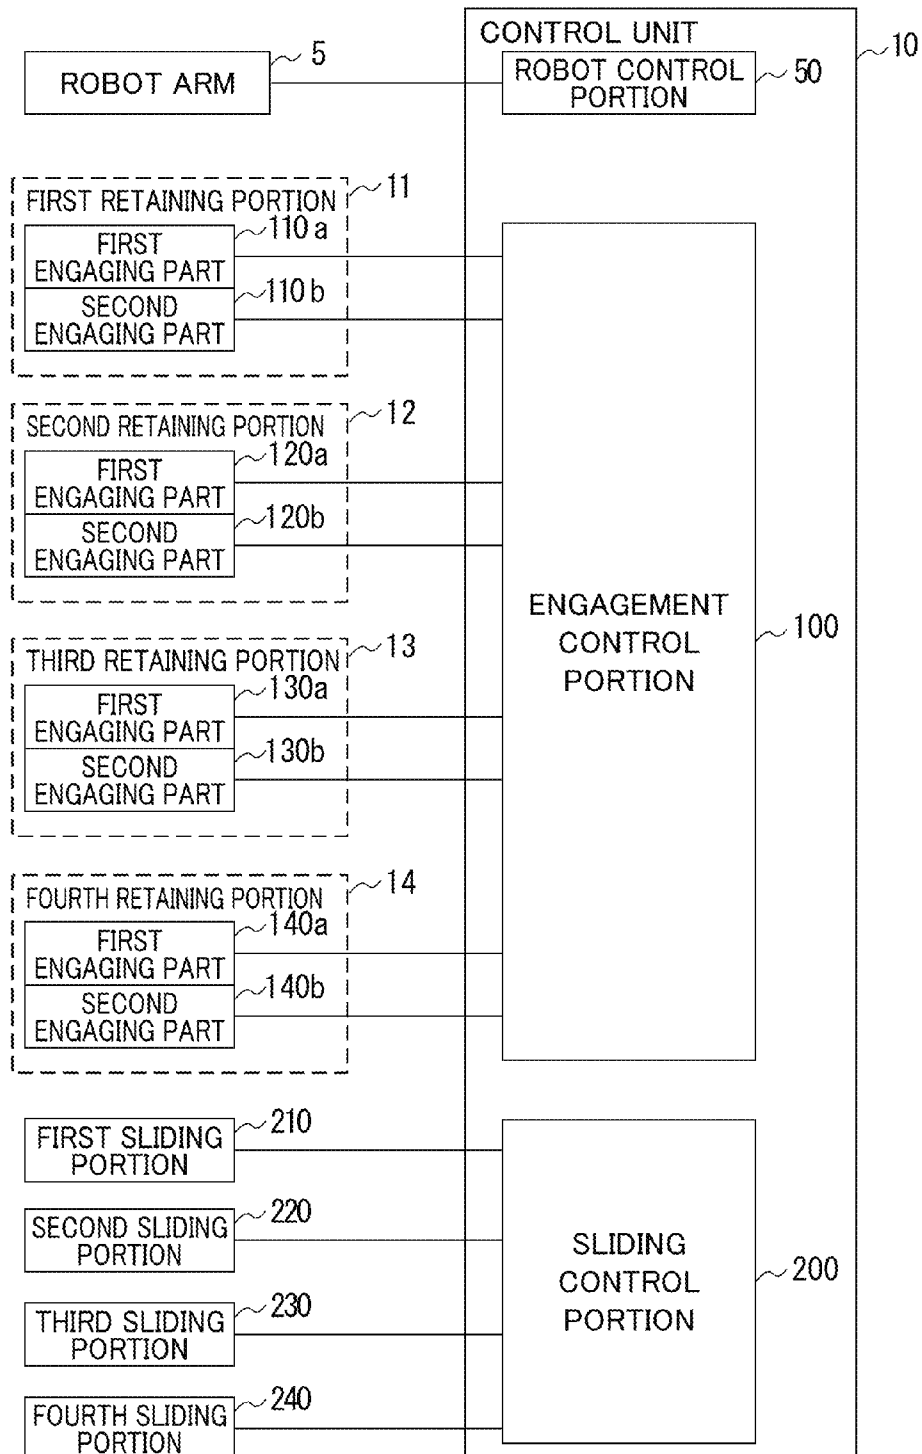 CONTROL UNIT
10
ROBOT ARM
5
ROBOT CONTROL
PORTION
50
FIRST RETAINING PORTION
11
FIRST
ENGAGING PART
110a
SECOND
ENGAGING PART
110b
SECOND RETAINING PORTION
12
FIRST
ENGAGING PART
120a
SECOND
ENGAGING PART
120b
THIRD RETAINING PORTION
13
FIRST
ENGAGING PART
130a
SECOND
ENGAGING PART
130b
FOURTH RETAINING PORTION
14
FIRST
ENGAGING PART
140a
SECOND
ENGAGING PART
140b
ENGAGEMENT
CONTROL
PORTION
100
FIRST SLIDING
PORTION
210
SECOND SLIDING
PORTION
220
THIRD SLIDING
PORTION
230
FOURTH SLIDING
PORTION
240
SLIDING
CONTROL
PORTION
200